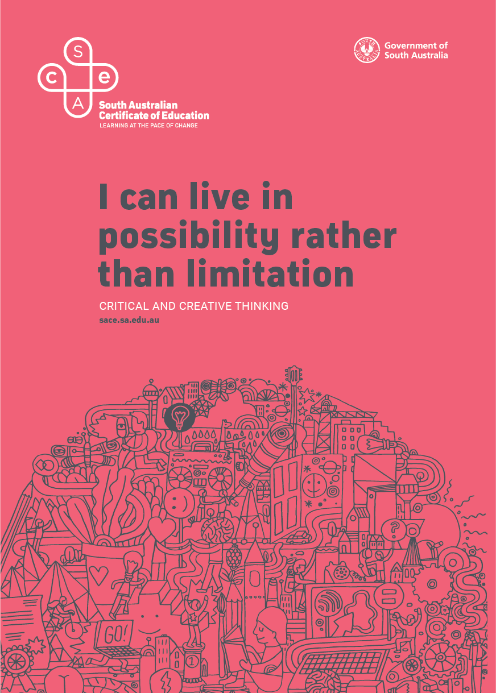 S
c e
A
South Australian
Certificate of Education
LEARNING AT THE PACE OF CHANGE
Government of
South Australia
I can live in
possibility rather
than limitation
CRITICAL AND CREATIVE THINKING
sace.sa.edu.au
?
GO!